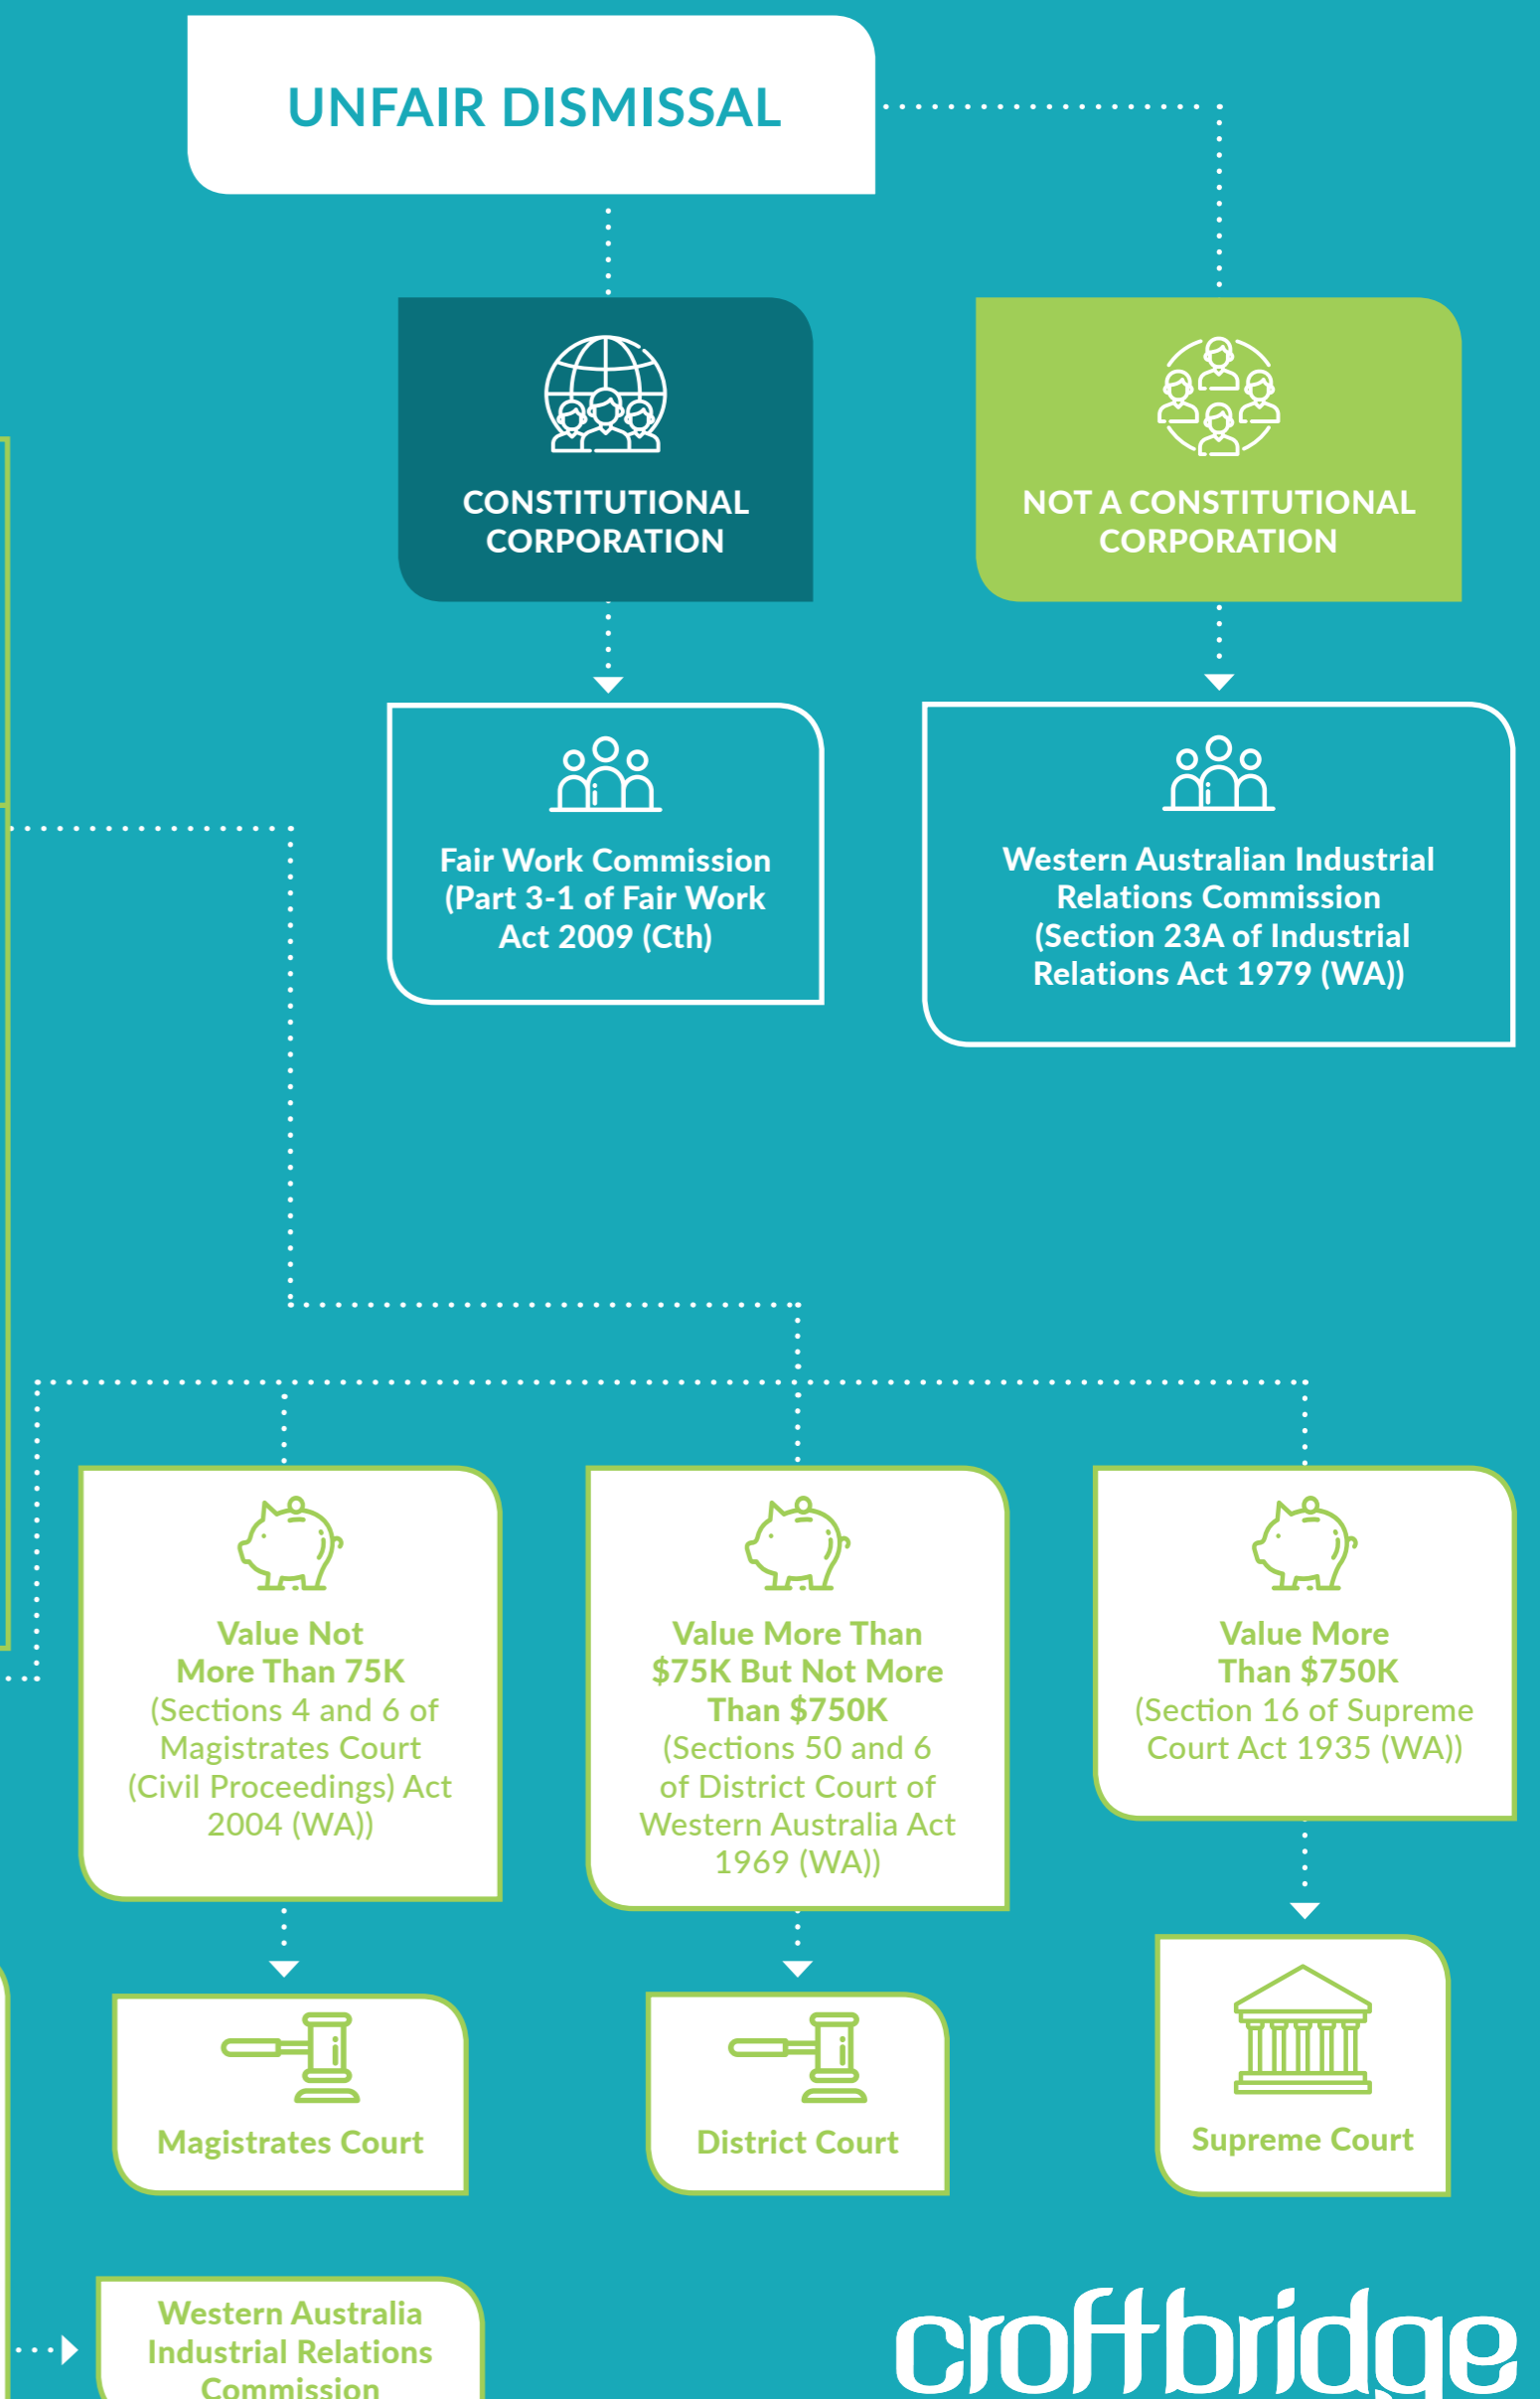 UNFAIR DISMISSAL
CONSTITUTIONAL
CORPORATION
NOT A CONSTITUTIONAL
CORPORATION
Fair Work Commission
(Part 3-1 of Fair Work
Act 2009 (Cth)
Western Australian Industrial
Relations Commission
(Section 23A of Industrial
Relations Act 1979 (WA))
Value Not
More Than 75K
(Sections 4 and 6 of
Magistrates Court
(Civil Proceedings) Act
2004 (WA))
Value More Than
$75K But Not More
Than $750K
(Sections 50 and 6
of District Court of
Western Australia Act
1969 (WA))
Value More
Than $750K
(Section 16 of Supreme
Court Act 1935 (WA))
Magistrates Court
District Court
Supreme Court
Western Australia
Industrial Relations
Commission
croftbridge